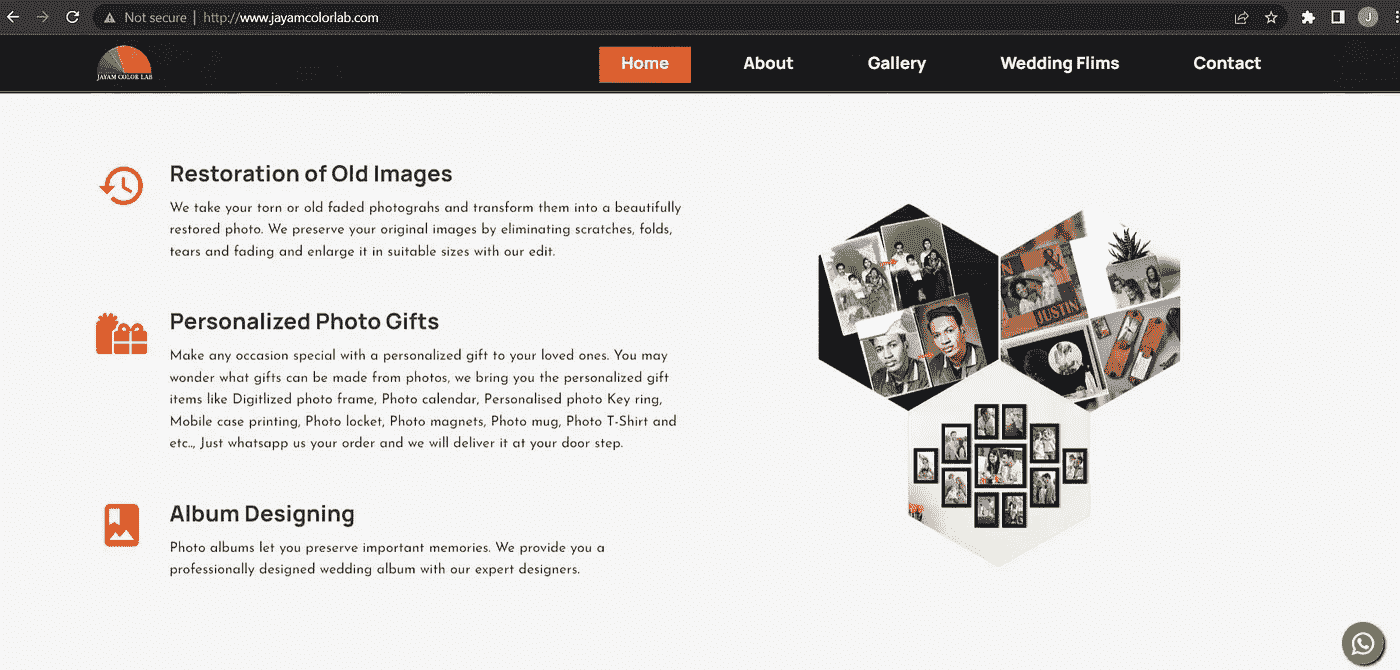 Not secure | http://www.jayamcolorlab.com
J
JAYAM COLOR LAB
Home About Gallery Wedding Flims Contact
Restoration of Old Images
We take your torn or old faded photograhs and transform them into a beautifully
restored photo. We preserve your original images by eliminating scratches, folds,
tears and fading and enlarge it in suitable sizes with our edit.
Personalized Photo Gifts
Make any occasion special with a personalized gift to your loved ones. You may
wonder what gifts can be made from photos, we bring you the personalized gift
items like Digitlized photo frame, Photo calendar, Personalised photo Key ring,
Mobile case printing, Photo locket, Photo magnets, Photo mug, Photo T-Shirt and
etc.., Just whatsapp us your order and we will deliver it at your door step.
Album Designing
Photo albums let you preserve important memories. We provide you a
professionally designed wedding album with our expert designers.
&
JUSTIN